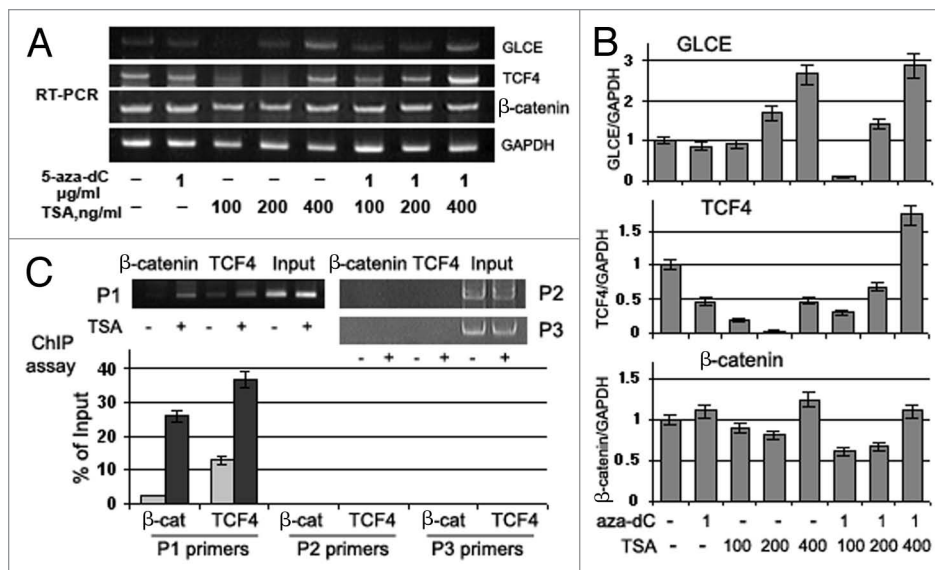 A
GLCE
TCF4
RT-PCR
β-catenin
GAPDH
5-aza-dC – 1 – – – 1 1 1
μg/ml
TSA,ng/ml – – 100 200 400 100 200 400
B
GLCE
GLCE/GAPDH
3
2
1
0
TCF4
TCF4/GAPDH
1.5
1
0.5
0
β-catenin
β-catenin/GAPDH
1.5
1
0.5
0
aza-dC - 1 - - - 1 1 1
TSA - - 100 200 400 100 200 400
C
β-catenin TCF4 Input
P1
TSA - + - + - +
β-catenin TCF4 Input
P2
P3
- + - + - +
ChIP
assay
% of Input
40
30
20
10
0
β-cat TCF4 β-cat TCF4 β-cat TCF4
P1 primers P2 primers P3 primers